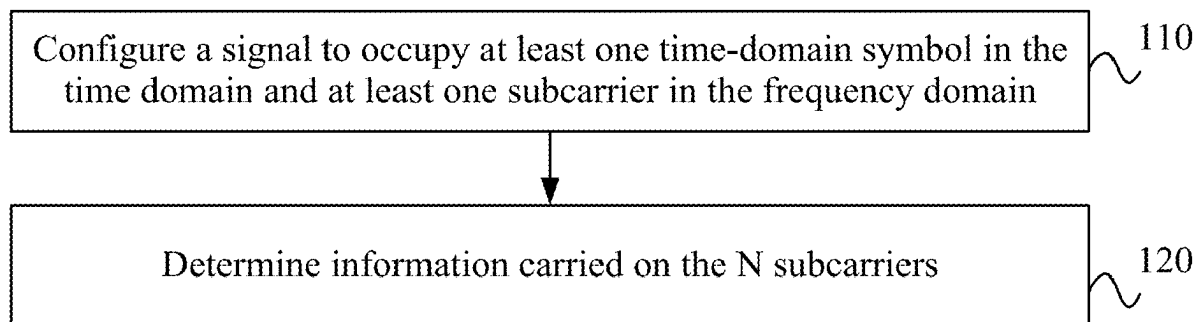 Configure a signal to occupy at least one time-domain symbol in the
time domain and at least one subcarrier in the frequency domain
110
Determine information carried on the N subcarriers
120